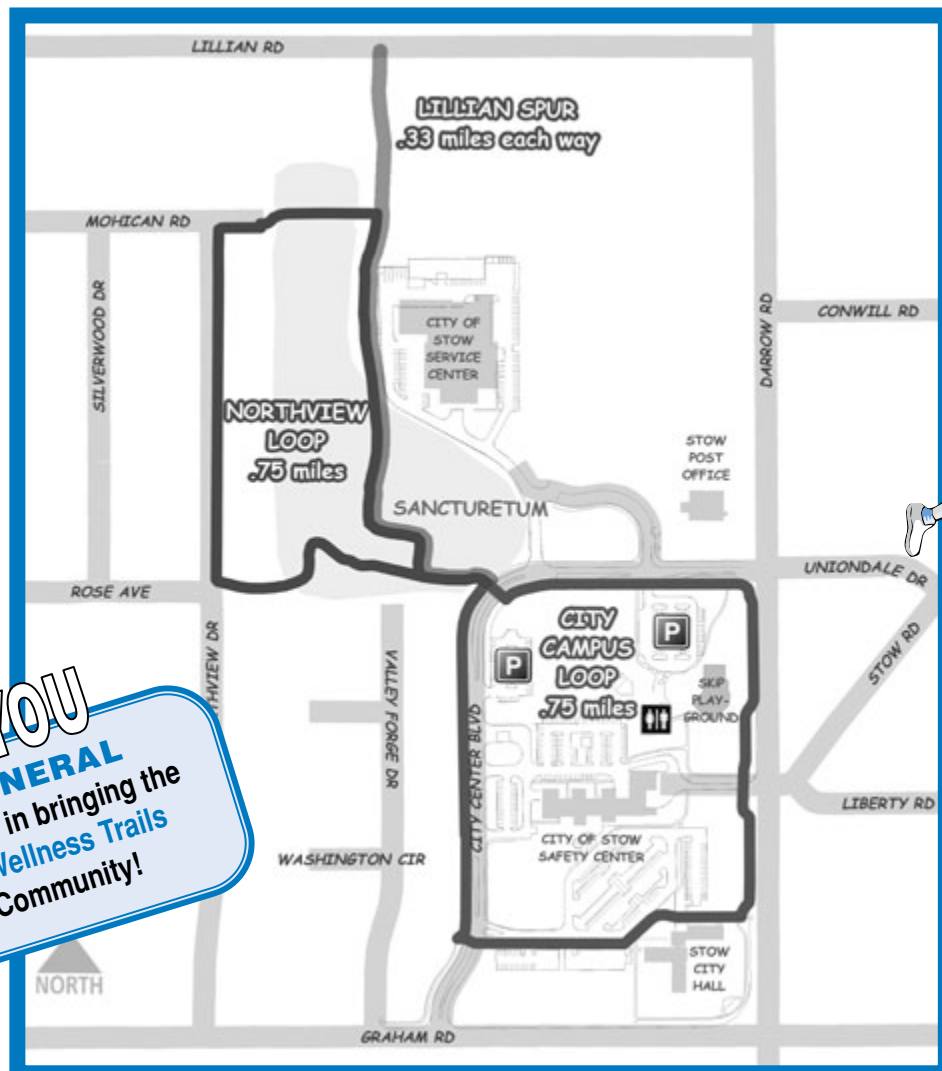 LILLIAN RD
LILLIAN SPUR
.33 miles each way
MOHICAN RD
SILVERWOOD DR
DARROW RD
CONWILL RD
CITY OF
STOW
SERVICE
CENTER
NORTHVIEW
LOOP
.75 miles
STOW
POST
OFFICE
SANCTURETUM
ROSE AVE
UNIONDALE DR
STOW RD
THVIEW DR
VALLEY FORGE DR
CITY CENTER BLVD
CITY
CAMPUS
LOOP
.75 miles
P
P
SKIP
PLAY-
GROUND
LIBERTY RD
CITY OF STOW
SAFETY CENTER
WASHINGTON CIR
YOU
NERAL
in bringing the
Wellness Trails
Community!
NORTH
STOW
CITY
HALL
GRAHAM RD